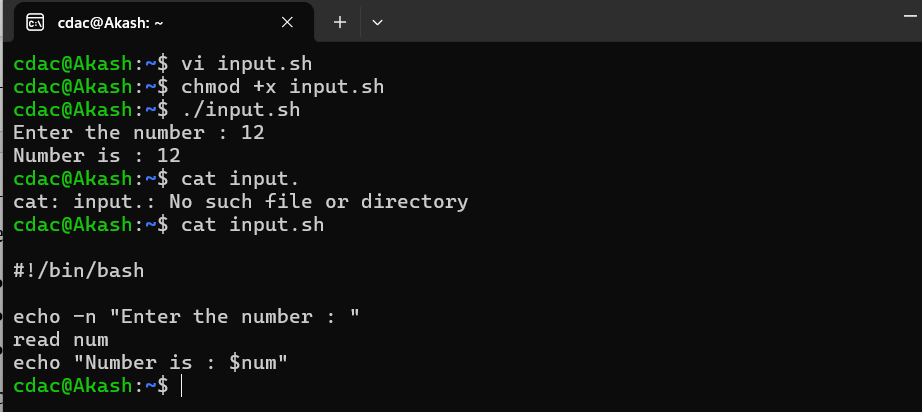 cdac@Akash: ~
cdac@Akash:~$ vi input.sh
cdac@Akash:~$ chmod +x input.sh
cdac@Akash:~$ ./input.sh
Enter the number : 12
Number is : 12
cdac@Akash:~$ cat input.
cat: input.: No such file or directory
cdac@Akash:~$ cat input.sh
#!/bin/bash
echo -n "Enter the number : "
read num
echo "Number is : $num"
cdac@Akash:~$